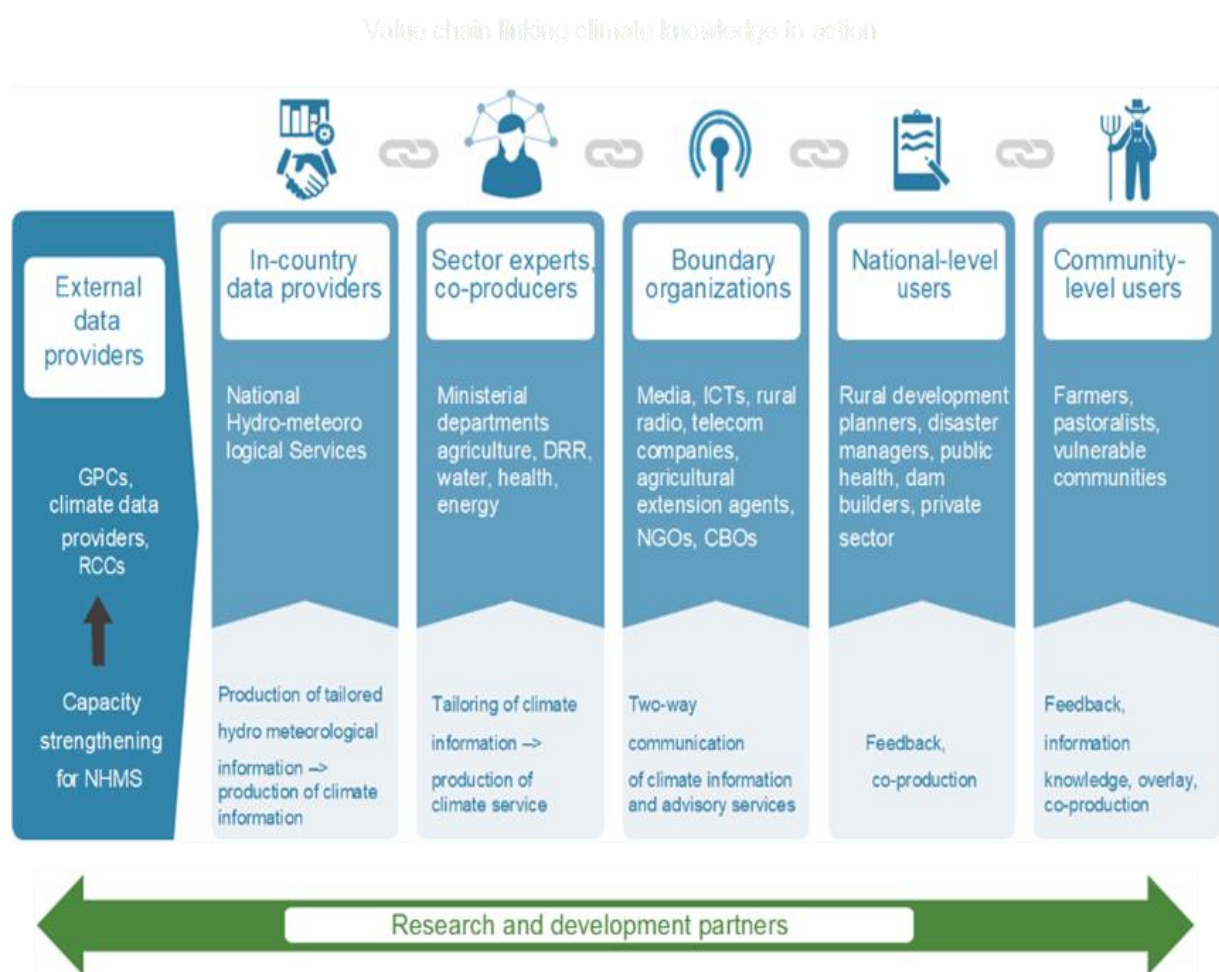 Value chain linking climate knowledge to action
External
data
providers
GPCs,
climate data
providers,
RCCs
Capacity
strengthening
for NHMS
In-country
data providers
National
Hydro-meteoro
logical Services
Production of tailored
hydro meteorological
information –>
production of climate
information
Sector experts,
co-producers
Ministerial
departments
agriculture, DRR,
water, health,
energy
Tailoring of climate
information –>
production of
climate service
Boundary
organizations
Media, ICTs, rural
radio, telecom
companies,
agricultural
extension agents,
NGOs, CBOs
Two-way
communication
of climate information
and advisory services
National-level
users
Rural development
planners, disaster
managers, public
health, dam
builders, private
sector
Feedback,
co-production
Community-
level users
Farmers,
pastoralists,
vulnerable
communities
Feedback,
information
knowledge, overlay,
co-production
Research and development partners